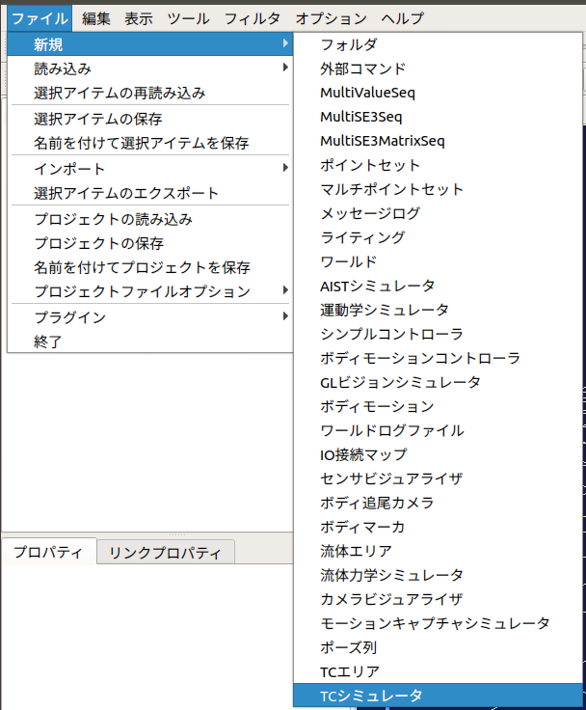 ファイル 編集 表示 ツール フィルタ オプション ヘルプ
新規
読み込み
選択アイテムの再読み込み
選択アイテムの保存
名前を付けて選択アイテムを保存
インポート
選択アイテムのエクスポート
プロジェクトの読み込み
プロジェクトの保存
名前を付けてプロジェクトを保存
プロジェクトファイルオプション
プラグイン
終了
フォルダ
外部コマンド
MultiValueSeq
MultiSE3Seq
MultiSE3MatrixSeq
ポイントセット
マルチポイントセット
メッセージログ
ライティング
ワールド
AISTシミュレータ
運動学シミュレータ
シンプルコントローラ
ボディモーションコントローラ
GLビジョンシミュレータ
ボディモーション
ワールドログファイル
IO接続マップ
センサビジュアライザ
ボディ追尾カメラ
ボディマーカ
流体エリア
流体力学シミュレータ
カメラビジュアライザ
モーションキャプチャシミュレータ
ポーズ列
TCエリア
TCシミュレータ
プロパティ リンクプロパティ